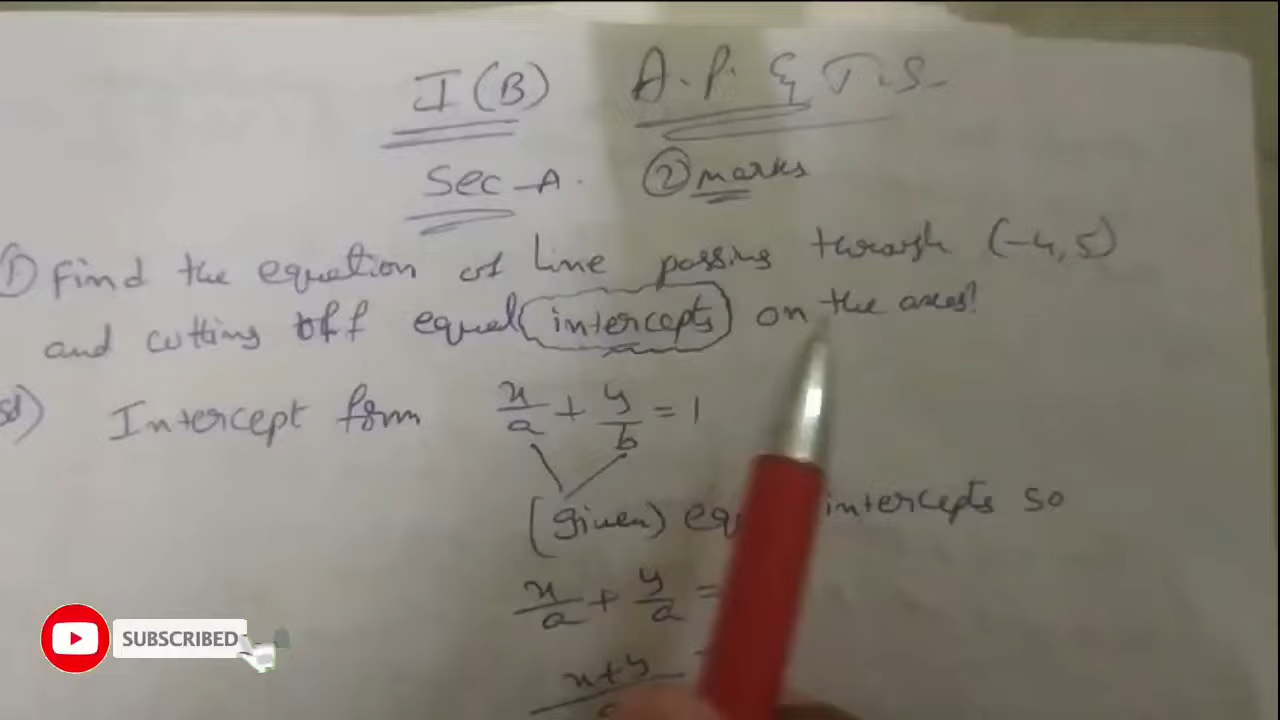 I(B) A.P. & T.S.
Sec-A. ② marks
① Find the equation of line passing through (-4,5)
and cutting off equal (intercepts) on the axes?
Sol) Intercept form x/a + y/b = 1
(given) equ intercepts so
x/a + y/a =
x+y
SUBSCRIBED